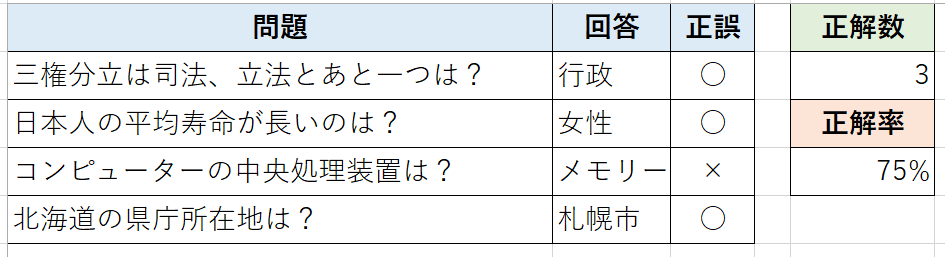 問題 回答 正誤 正解数
三権分立は司法、立法とあと一つは？ 行政 ○ 3
日本人の平均寿命が長いのは？ 女性 ○ 正解率
コンピューターの中央処理装置は？ メモリー × 75%
北海道の県庁所在地は？ 札幌市 ○